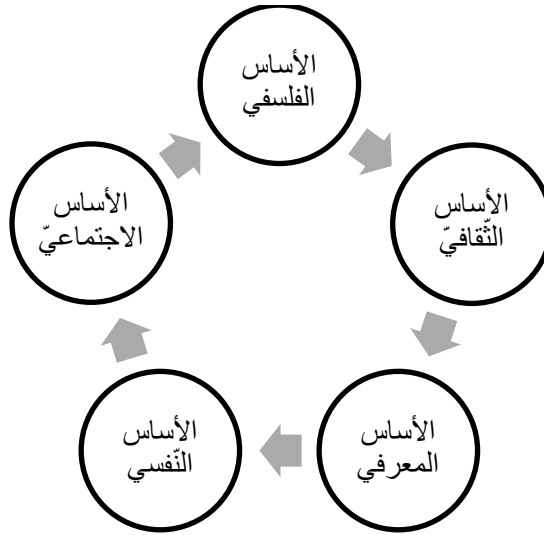 الأساس
الفلسفي
الأساس
الثّقافيّ
الأساس
المعرفي
الأساس
النّفسي
الأساس
الاجتماعيّ